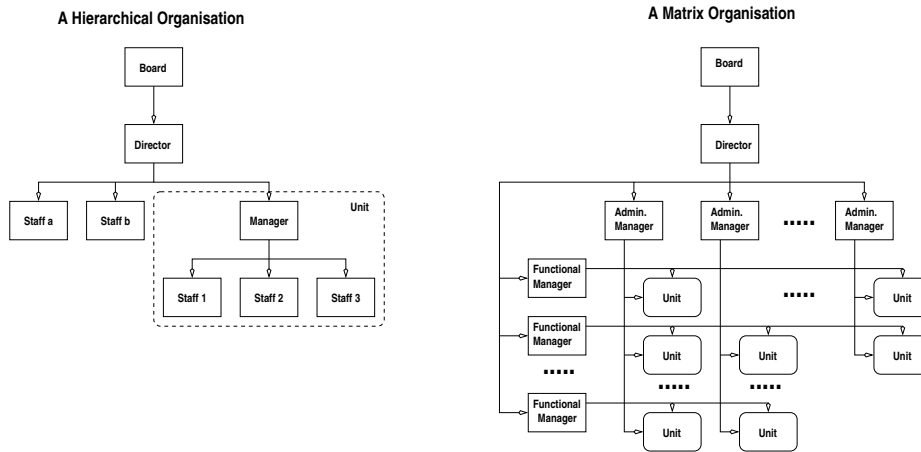 A Hierarchical Organisation
Board
Director
Staff a
Staff b
Manager
Unit
Staff 1
Staff 2
Staff 3
A Matrix Organisation
Board
Director
Admin.
Manager
Admin.
Manager
.....
Admin.
Manager
Functional
Manager
Unit
.....
Unit
Functional
Manager
Unit
Unit
Unit
.....
.....
.....
Functional
Manager
Unit
Unit